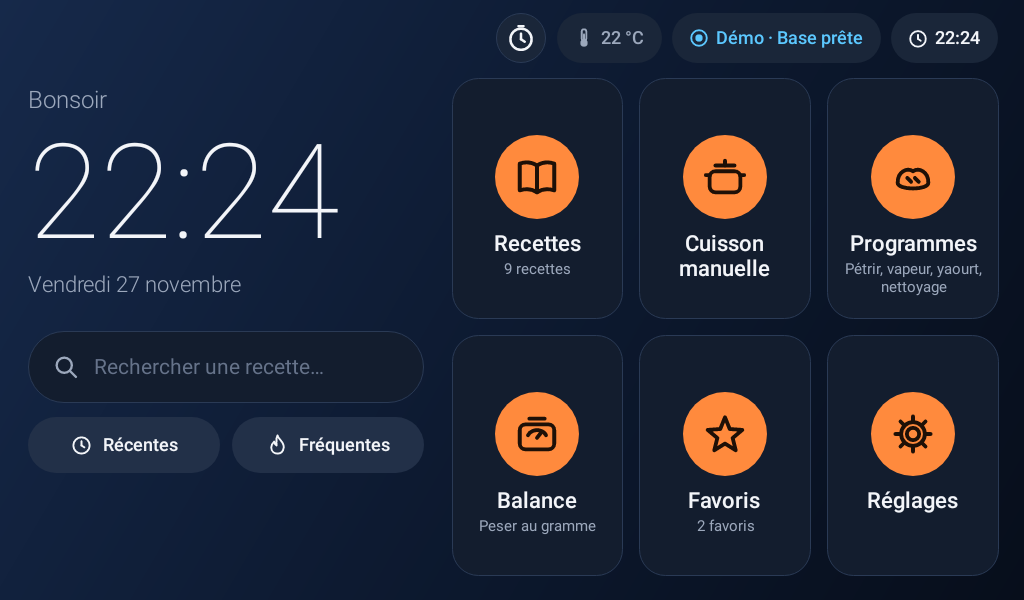 22 °C
Démo · Base prête
22:24
Bonsoir
22:24
Vendredi 27 novembre
Rechercher une recette…
Récentes
Fréquentes
Recettes
9 recettes
Cuisson
manuelle
Programmes
Pétrir, vapeur, yaourt,
nettoyage
Balance
Peser au gramme
Favoris
2 favoris
Réglages